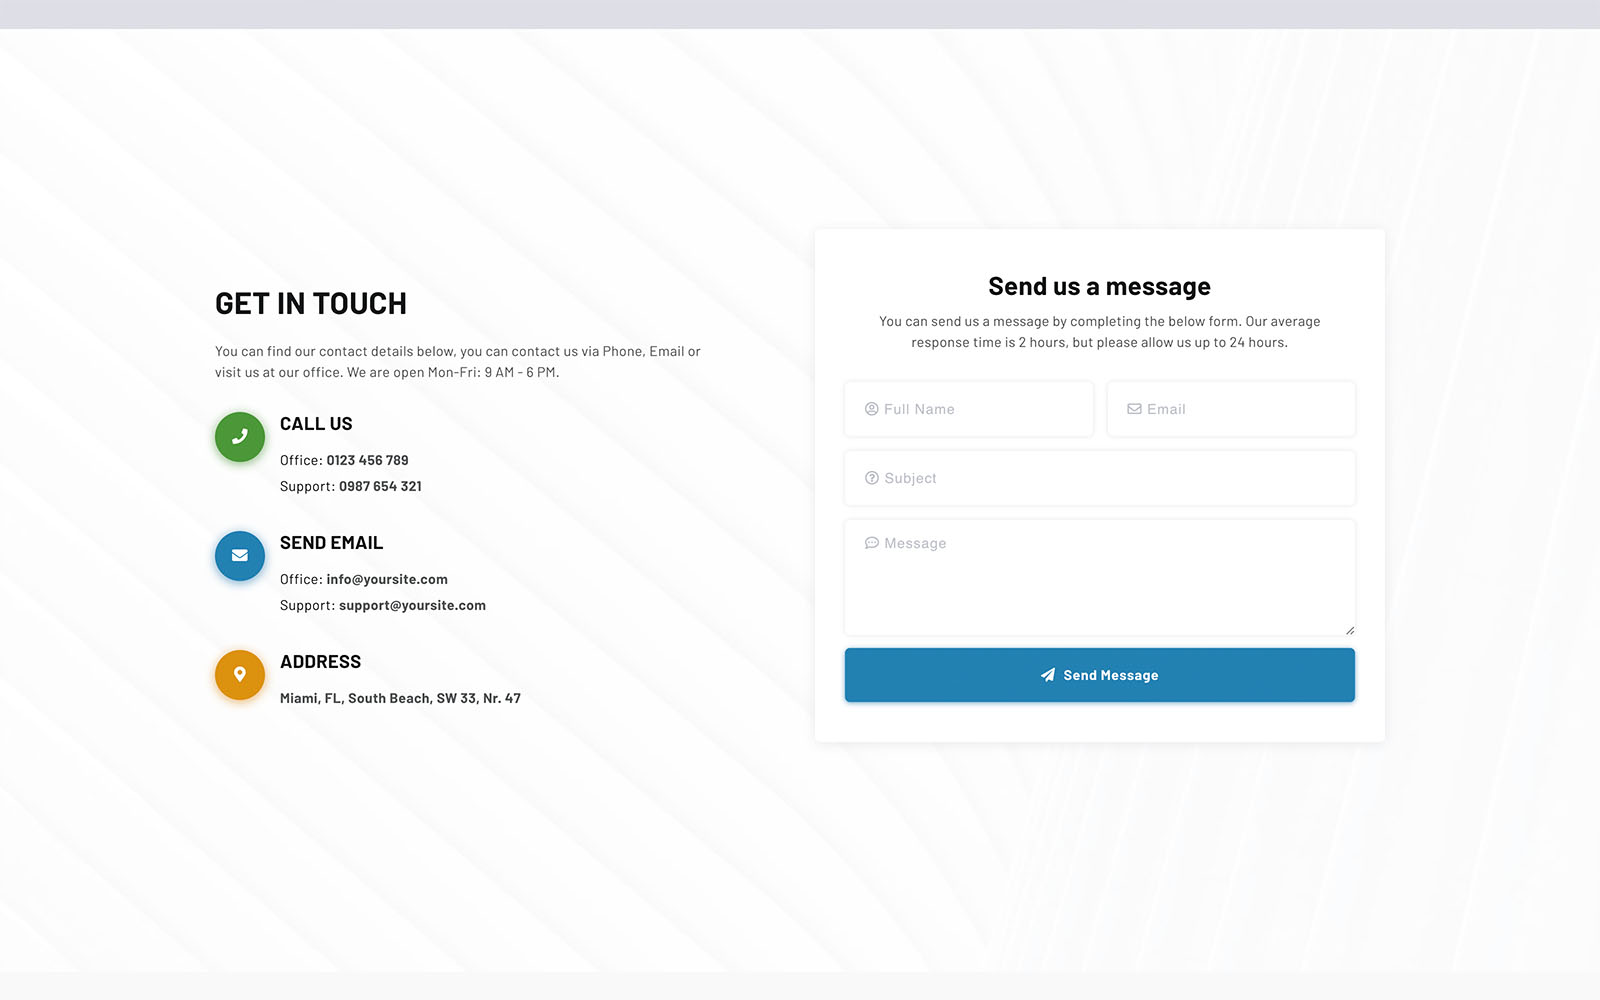 GET IN TOUCH
You can find our contact details below, you can contact us via Phone, Email or
visit us at our office. We are open Mon-Fri: 9 AM - 6 PM.
CALL US
Office: 0123 456 789
Support: 0987 654 321
SEND EMAIL
Office: info@yoursite.com
Support: support@yoursite.com
ADDRESS
Miami, FL, South Beach, SW 33, Nr. 47
Send us a message
You can send us a message by completing the below form. Our average
response time is 2 hours, but please allow us up to 24 hours.
Full Name
Email
Subject
Message
Send Message